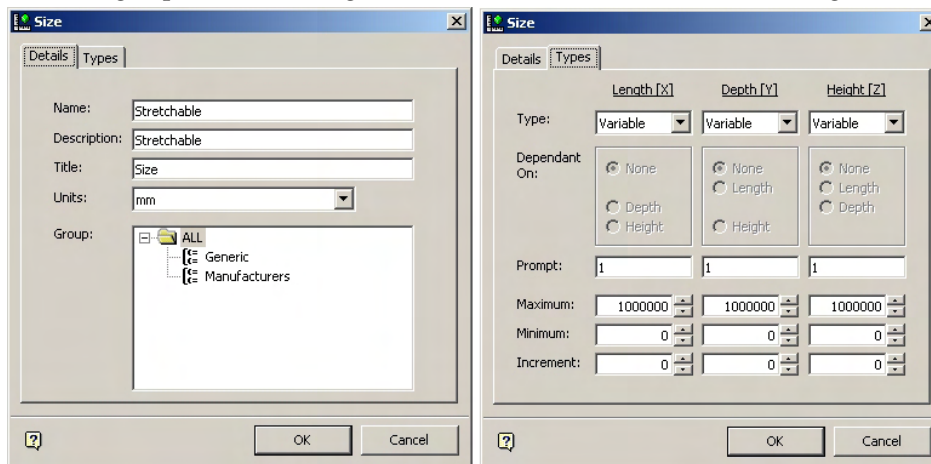 Size
Details Types
Name: Stretchable
Description: Stretchable
Title: Size
Units: mm
Group: ALL
Generic
Manufacturers
OK Cancel
Size
Details Types
Length [X] Depth [Y] Height [Z]
Type: Variable Variable Variable
Dependant
On:
None None None
Length Length
Depth Depth
Height Height
Prompt: 1 1 1
Maximum: 1000000 1000000 1000000
Minimum: 0 0 0
Increment: 0 0 0
OK Cancel